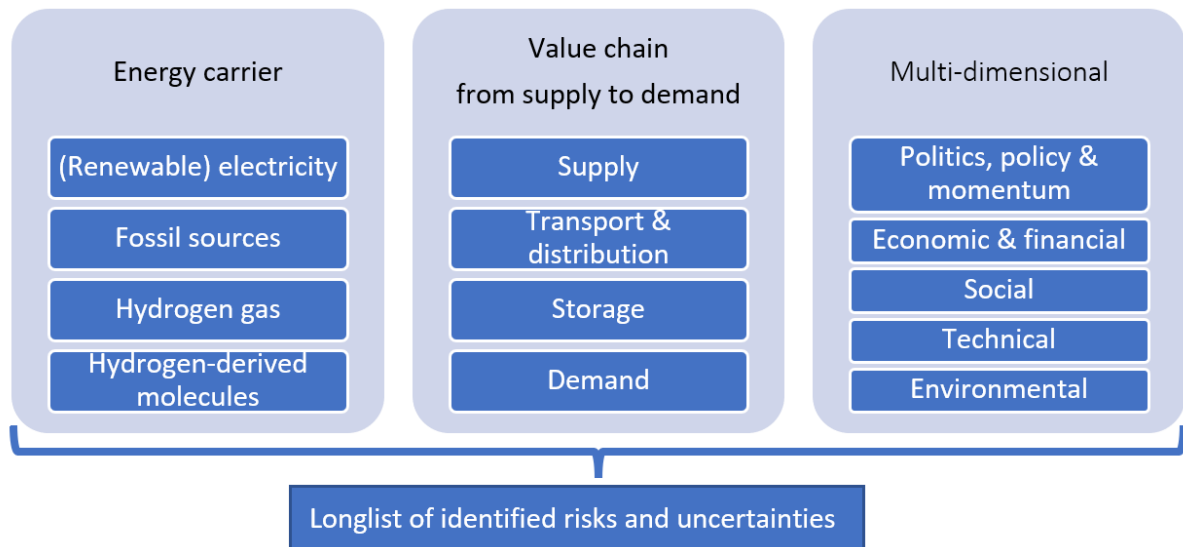 Energy carrier
(Renewable) electricity
Fossil sources
Hydrogen gas
Hydrogen-derived
molecules
Value chain
from supply to demand
Supply
Transport &
distribution
Storage
Demand
Multi-dimensional
Politics, policy &
momentum
Economic & financial
Social
Technical
Environmental
Longlist of identified risks and uncertainties